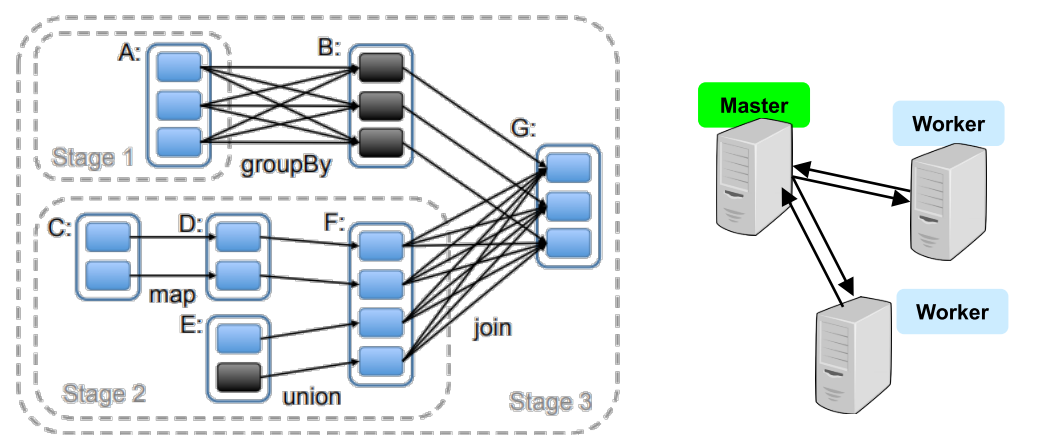 A:
B:
Stage 1
groupBy
G:
C:
D:
F:
map
E:
join
Stage 2
union
Stage 3
Master
Worker
Worker